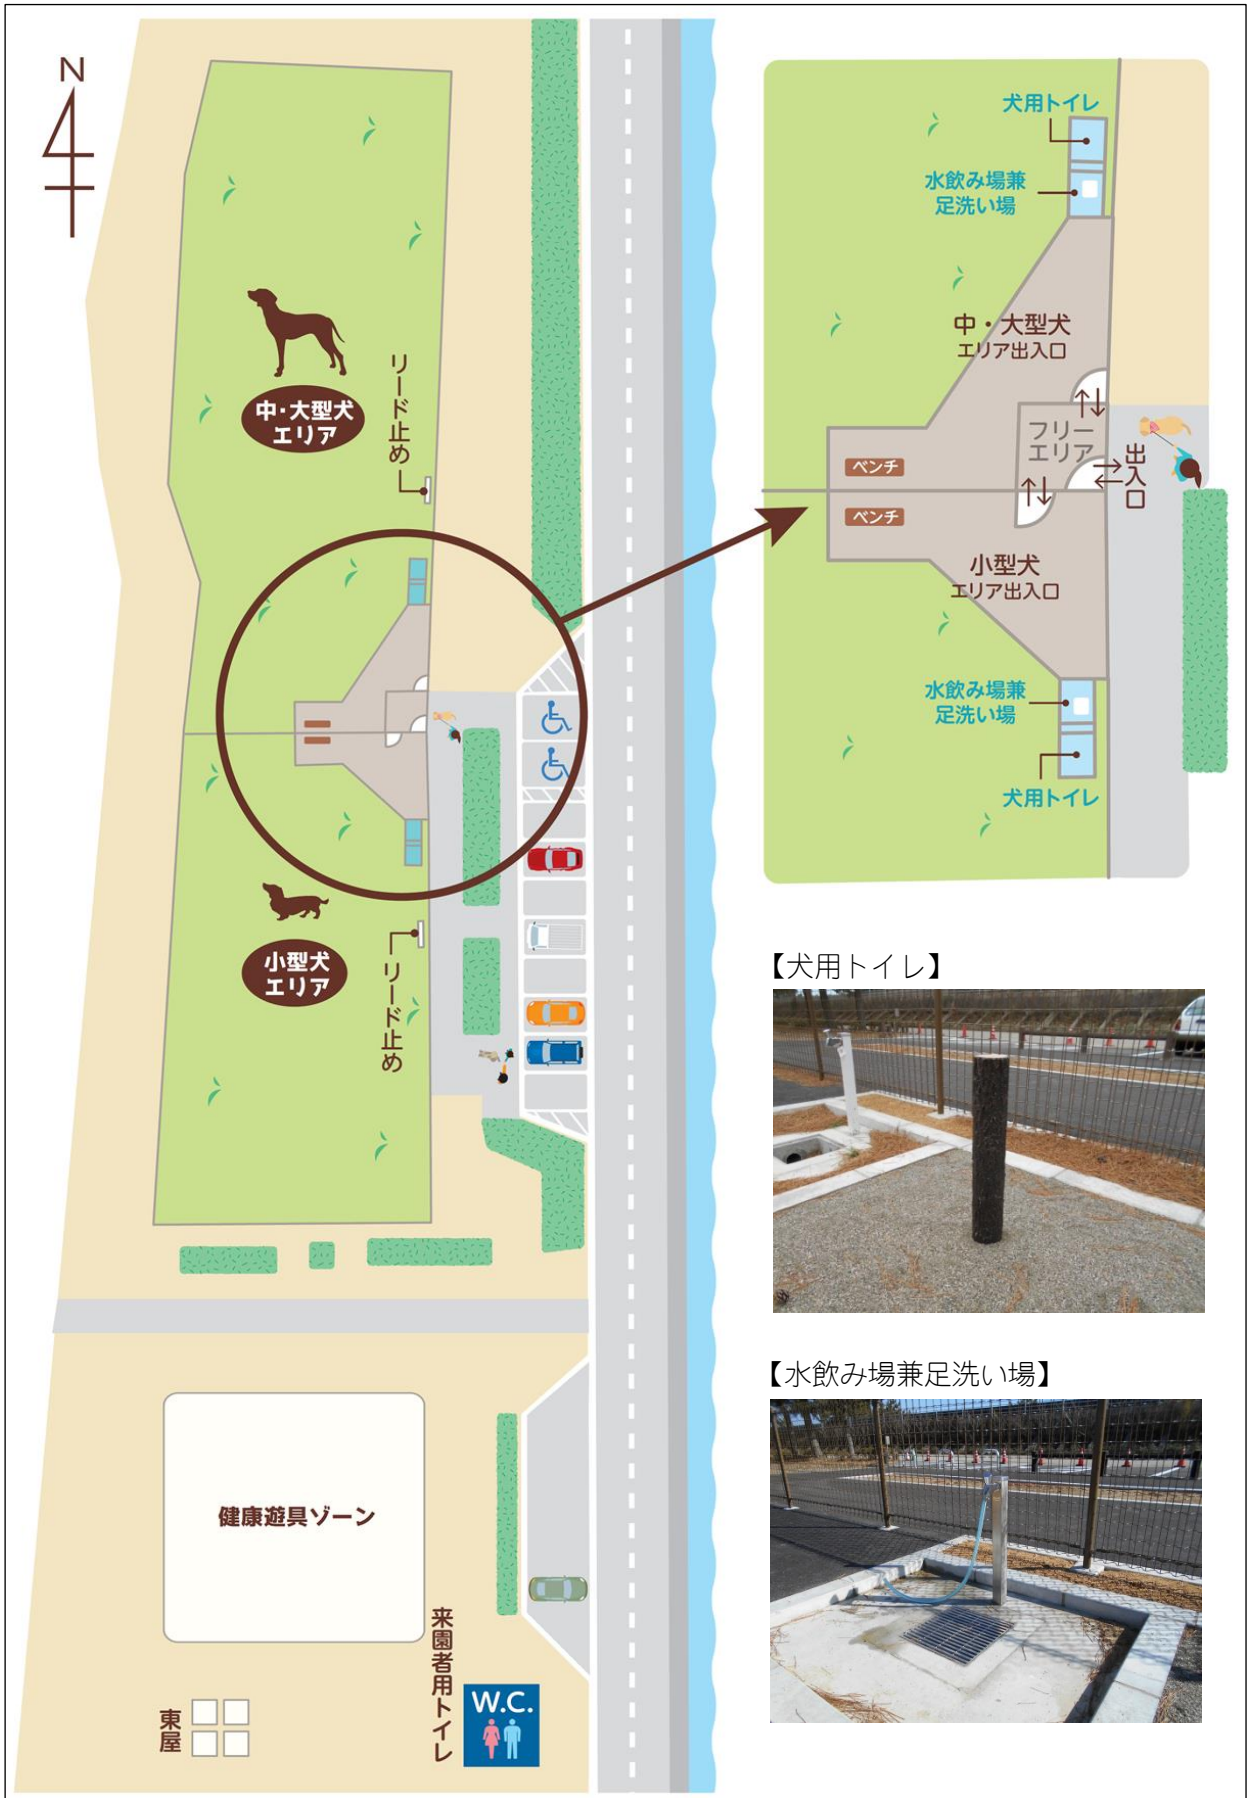 N
中・大型犬
エリア
リード止め
小型犬
エリア
リード止め
健康遊具ゾーン
東屋
来園者用トイレ
W.C.
犬用トイレ
水飲み場兼
足洗い場
中・大型犬
エリア出入口
フリー
エリア
出入口
ベンチ
ベンチ
小型犬
エリア出入口
水飲み場兼
足洗い場
犬用トイレ
【犬用トイレ】
【水飲み場兼足洗い場】